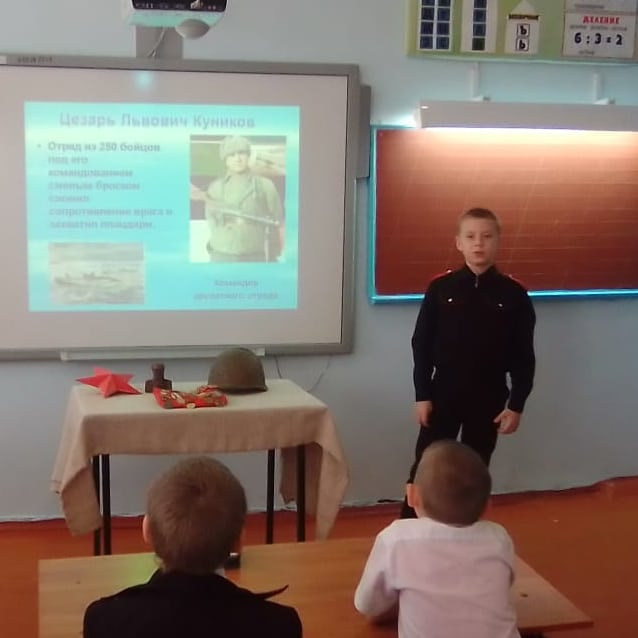 ДЕЛЕНИЕ
6 : 3 = 2
ъ
ь
Цезарь Львович Куников
• Отряд из 250 бойцов
под его
командованием
смелым броском
сломил
сопротивление врага и
захватил плацдарм.
Командир
десантного отряда